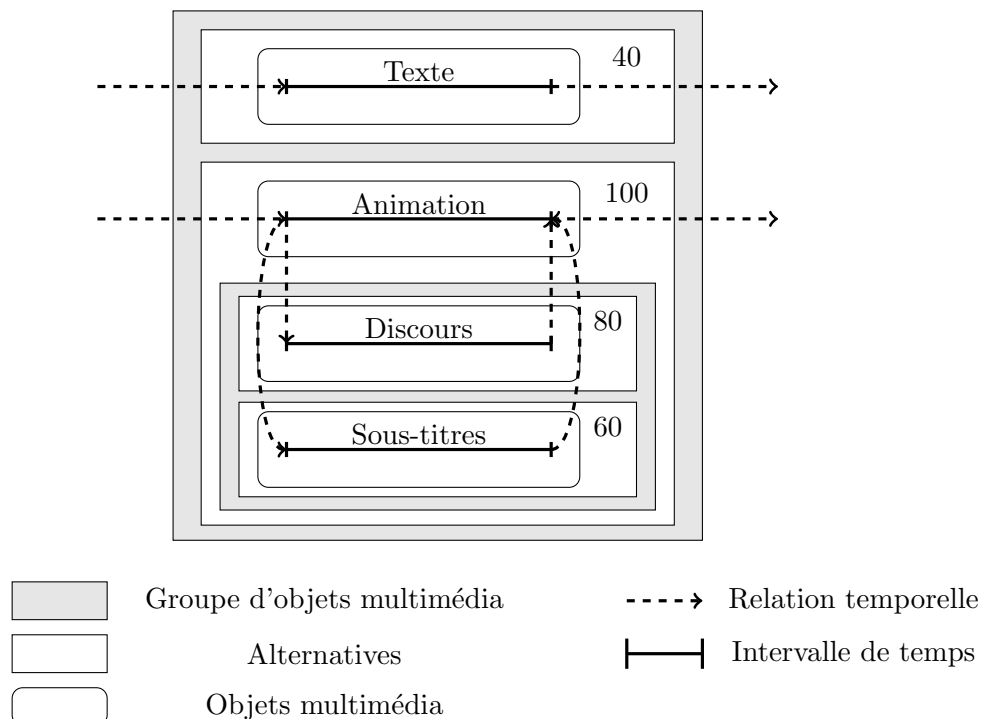 Texte
40
Animation
100
Discours
80
Sous-titres
60
Groupe d'objets multimédia
Relation temporelle
Alternatives
Intervalle de temps
Objets multimédia